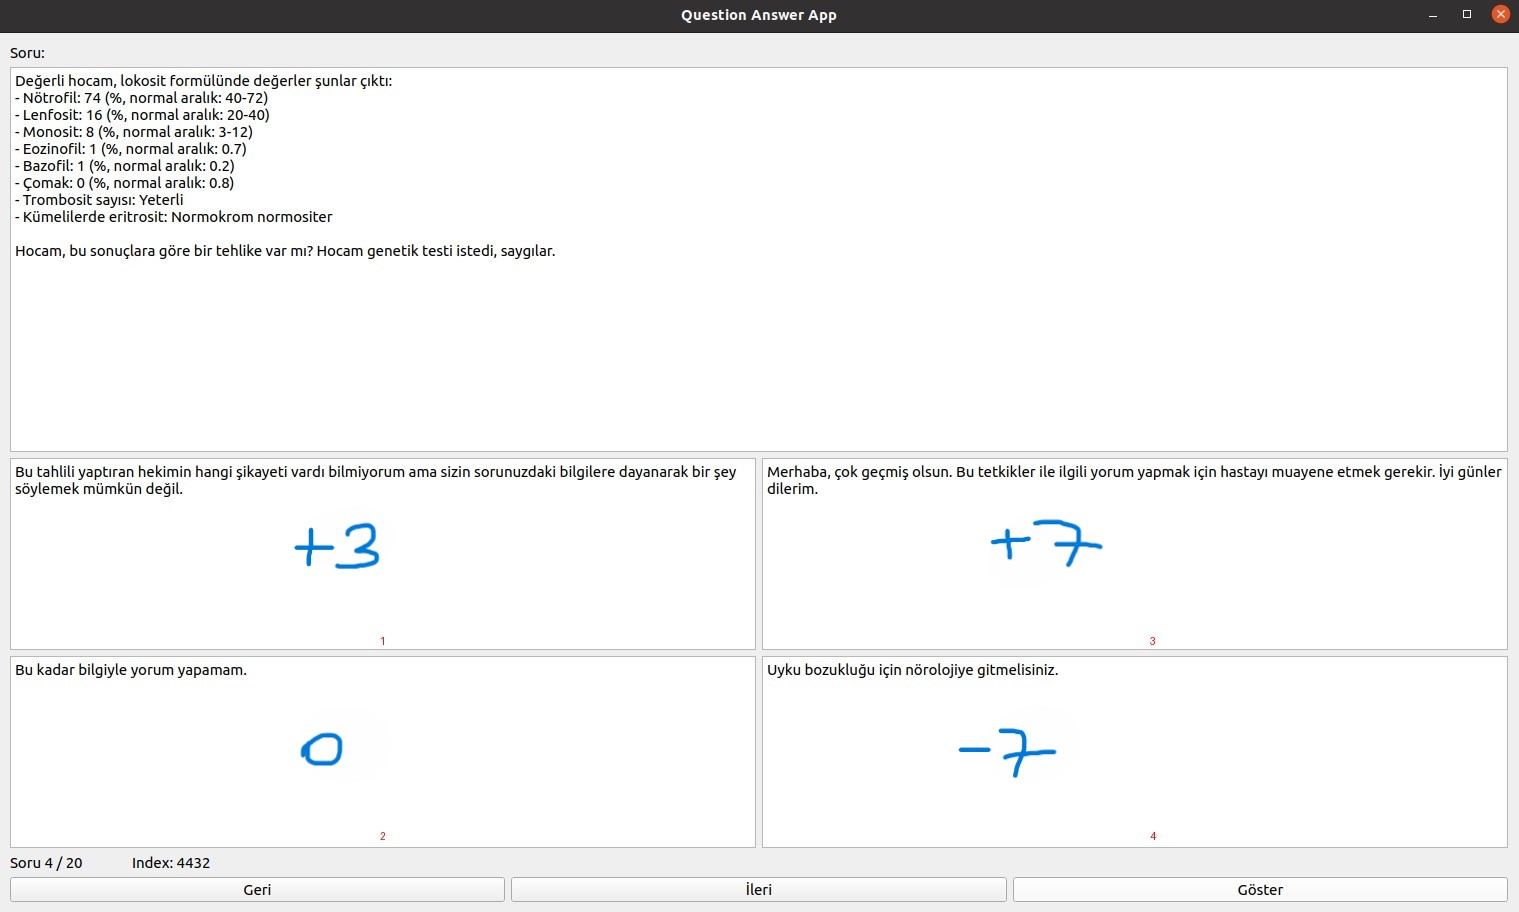 Question Answer App
Soru:
Değerli hocam, lokosit formülünde değerler şunlar çıktı:
- Nötrofil: 74 (%, normal aralık: 40-72)
- Lenfosit: 16 (%, normal aralık: 20-40)
- Monosit: 8 (%, normal aralık: 3-12)
- Eozinofil: 1 (%, normal aralık: 0.7)
- Bazofil: 1 (%, normal aralık: 0.2)
- Çomak: 0 (%, normal aralık: 0.8)
- Trombosit sayısı: Yeterli
- Kümelilerde eritrosit: Normokrom normositer
Hocam, bu sonuçlara göre bir tehlike var mı? Hocam genetik testi istedi, saygılar.
Bu tahlili yaptıran hekimin hangi şikayeti vardı bilmiyorum ama sizin sorunuzdaki bilgilere dayanarak bir şey
söylemek mümkün değil.
+3
1
Merhaba, çok geçmiş olsun. Bu tetkikler ile ilgili yorum yapmak için hastayı muayene etmek gerekir. İyi günler
dilerim.
+7
3
Bu kadar bilgiyle yorum yapamam.
0
2
Uyku bozukluğu için nörolojiye gitmelisiniz.
-7
4
Soru 4 / 20 Index: 4432
Geri İleri Göster